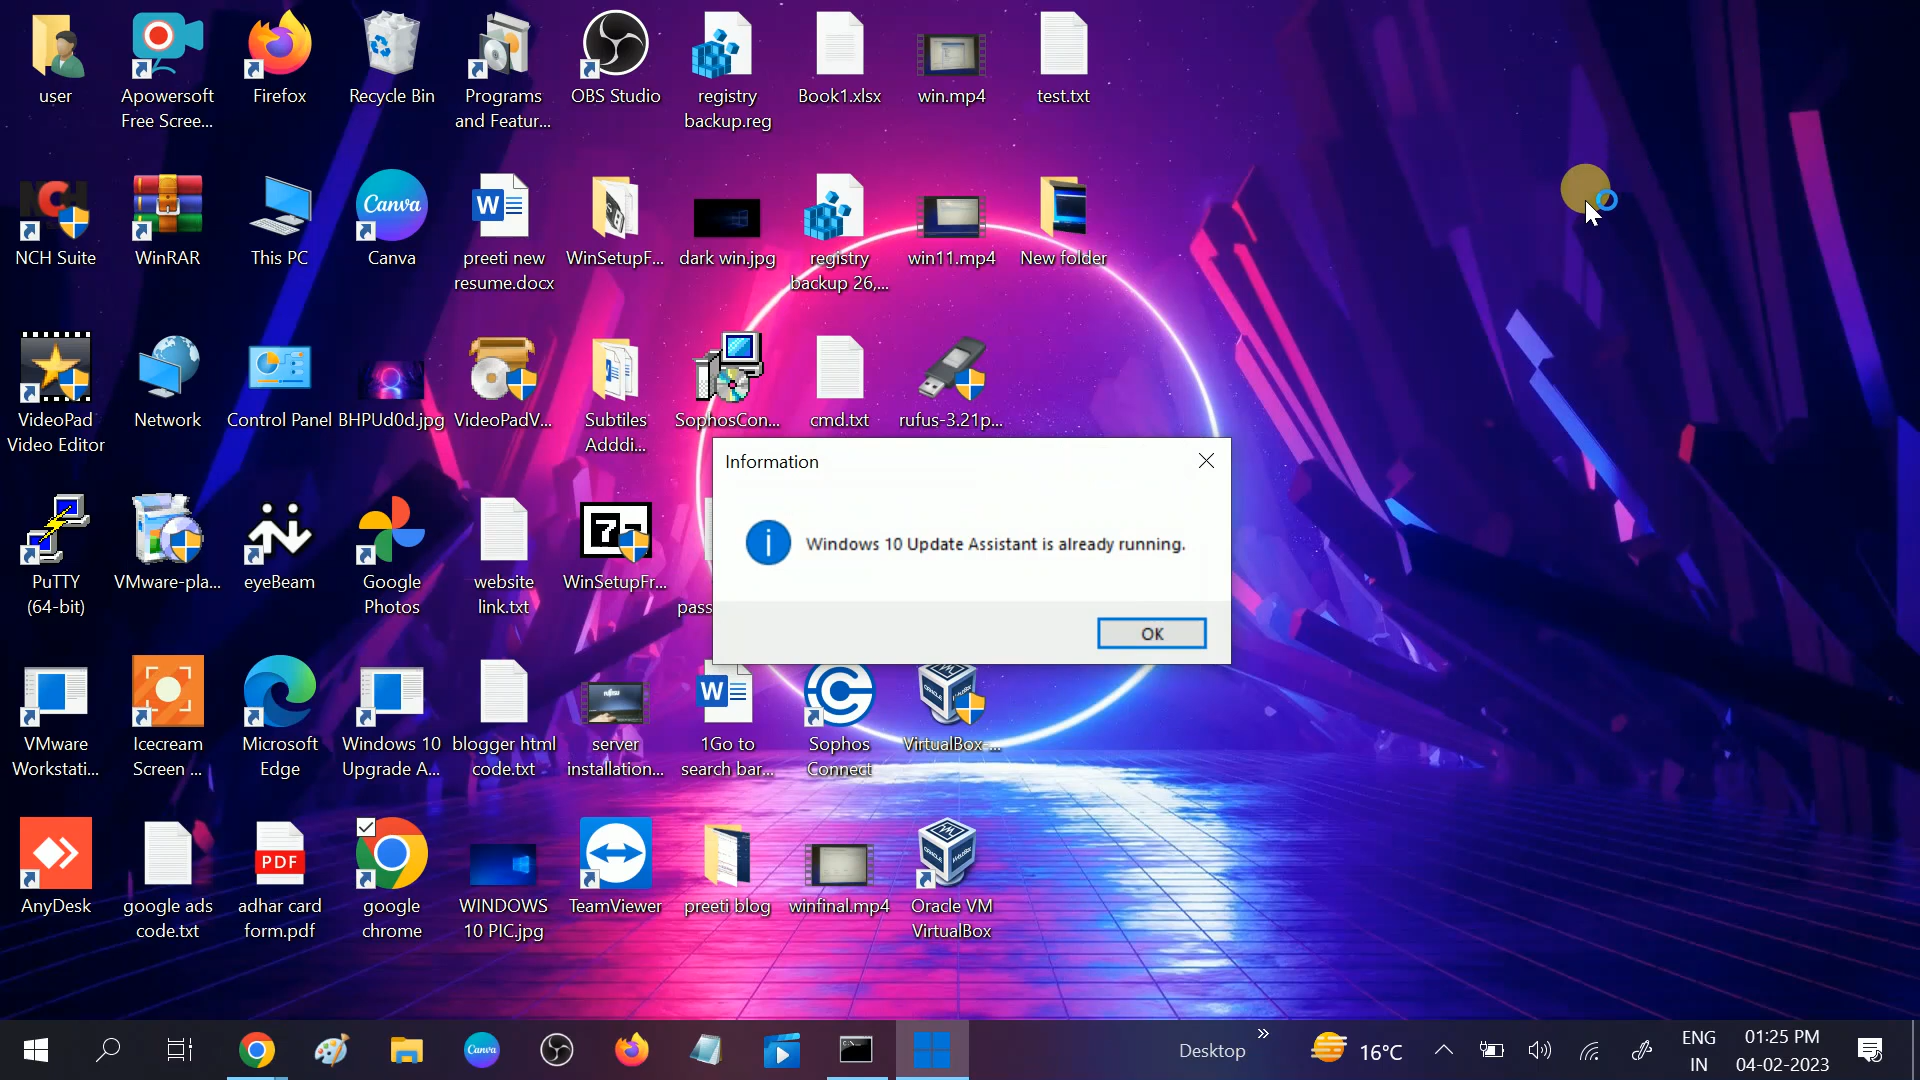 user
Apowersoft
Free Scree...
Firefox
Recycle Bin
Programs
and Featur...
OBS Studio
registry
backup.reg
Book1.xlsx
win.mp4
test.txt
NCH Suite
WinRAR
This PC
Canva
Canva
preeti new
resume.docx
WinSetupF...
dark win.jpg
registry
backup 26,...
win11.mp4
New folder
VideoPad
Video Editor
Network
Control Panel
BHPUd0d.jpg
VideoPadV...
Subtiles
Adddi...
SophosCon...
cmd.txt
rufus-3.21p...
Information
Windows 10 Update Assistant is already running.
OK
PuTTY
(64-bit)
VMware-pla...
eyeBeam
Google
Photos
website
link.txt
WinSetupFr...
pass
VMware
Workstati...
Icecream
Screen ...
Microsoft
Edge
Windows 10
Upgrade A...
blogger html
code.txt
server
installation...
1Go to
search bar...
Sophos
Connect
VirtualBox-...
AnyDesk
google ads
code.txt
PDF
adhar card
form.pdf
google
chrome
WINDOWS
10 PIC.jpg
TeamViewer
preeti blog
winfinal.mp4
Oracle VM
VirtualBox
Canva
Desktop
16°C
ENG
IN
01:25 PM
04-02-2023